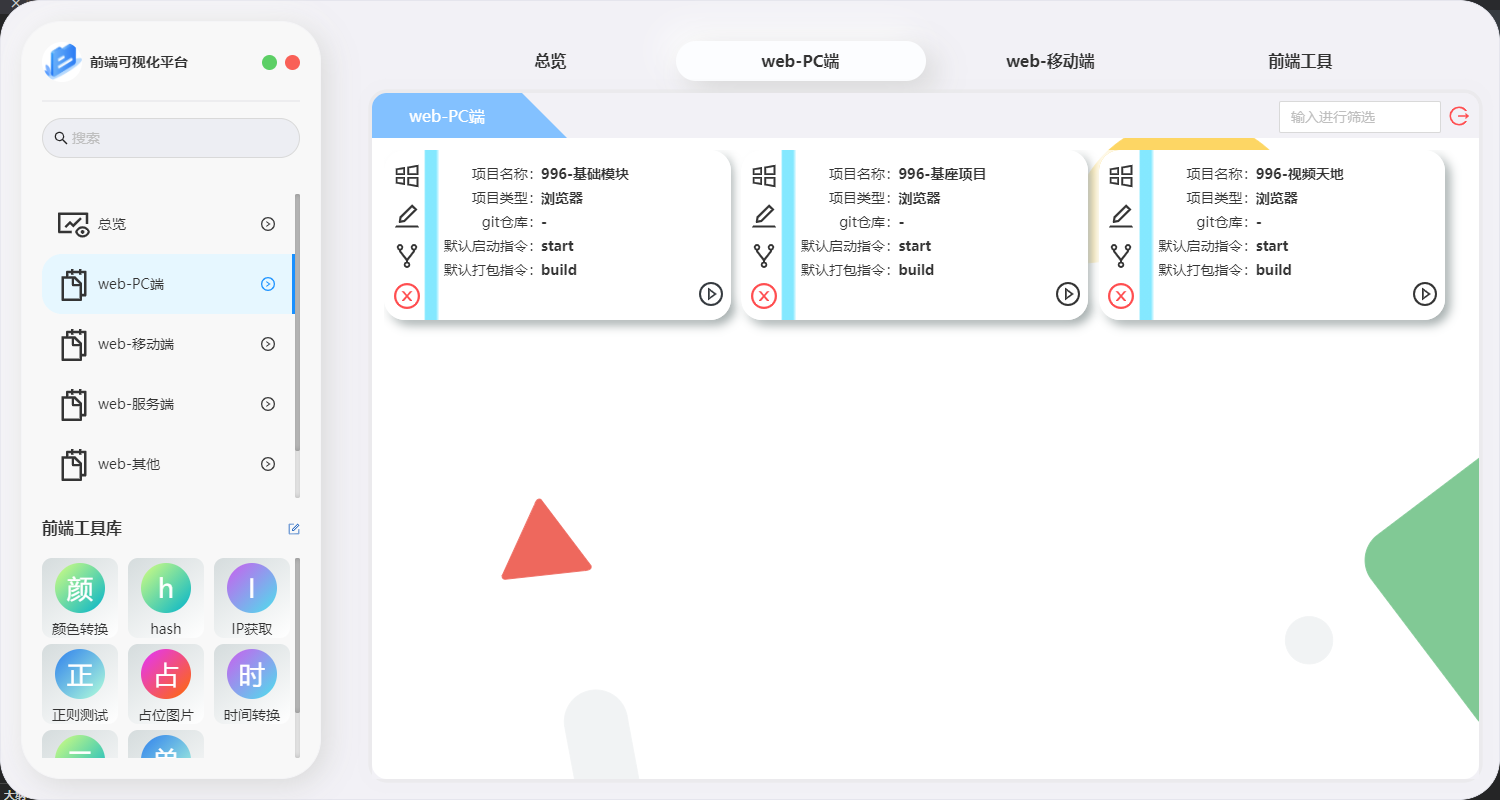 前端可视化平台
搜索
总览
web-PC端
web-移动端
web-服务端
web-其他
前端工具库
颜 h I
颜色转换 hash IP获取
正 占 时
正则测试 占位图片 时间转换
总览 web-PC端 web-移动端 前端工具
web-PC端
输入进行筛选
项目名称：996-基础模块
项目类型：浏览器
git仓库：-
默认启动指令：start
默认打包指令：build
项目名称：996-基座项目
项目类型：浏览器
git仓库：-
默认启动指令：start
默认打包指令：build
项目名称：996-视频天地
项目类型：浏览器
git仓库：-
默认启动指令：start
默认打包指令：build